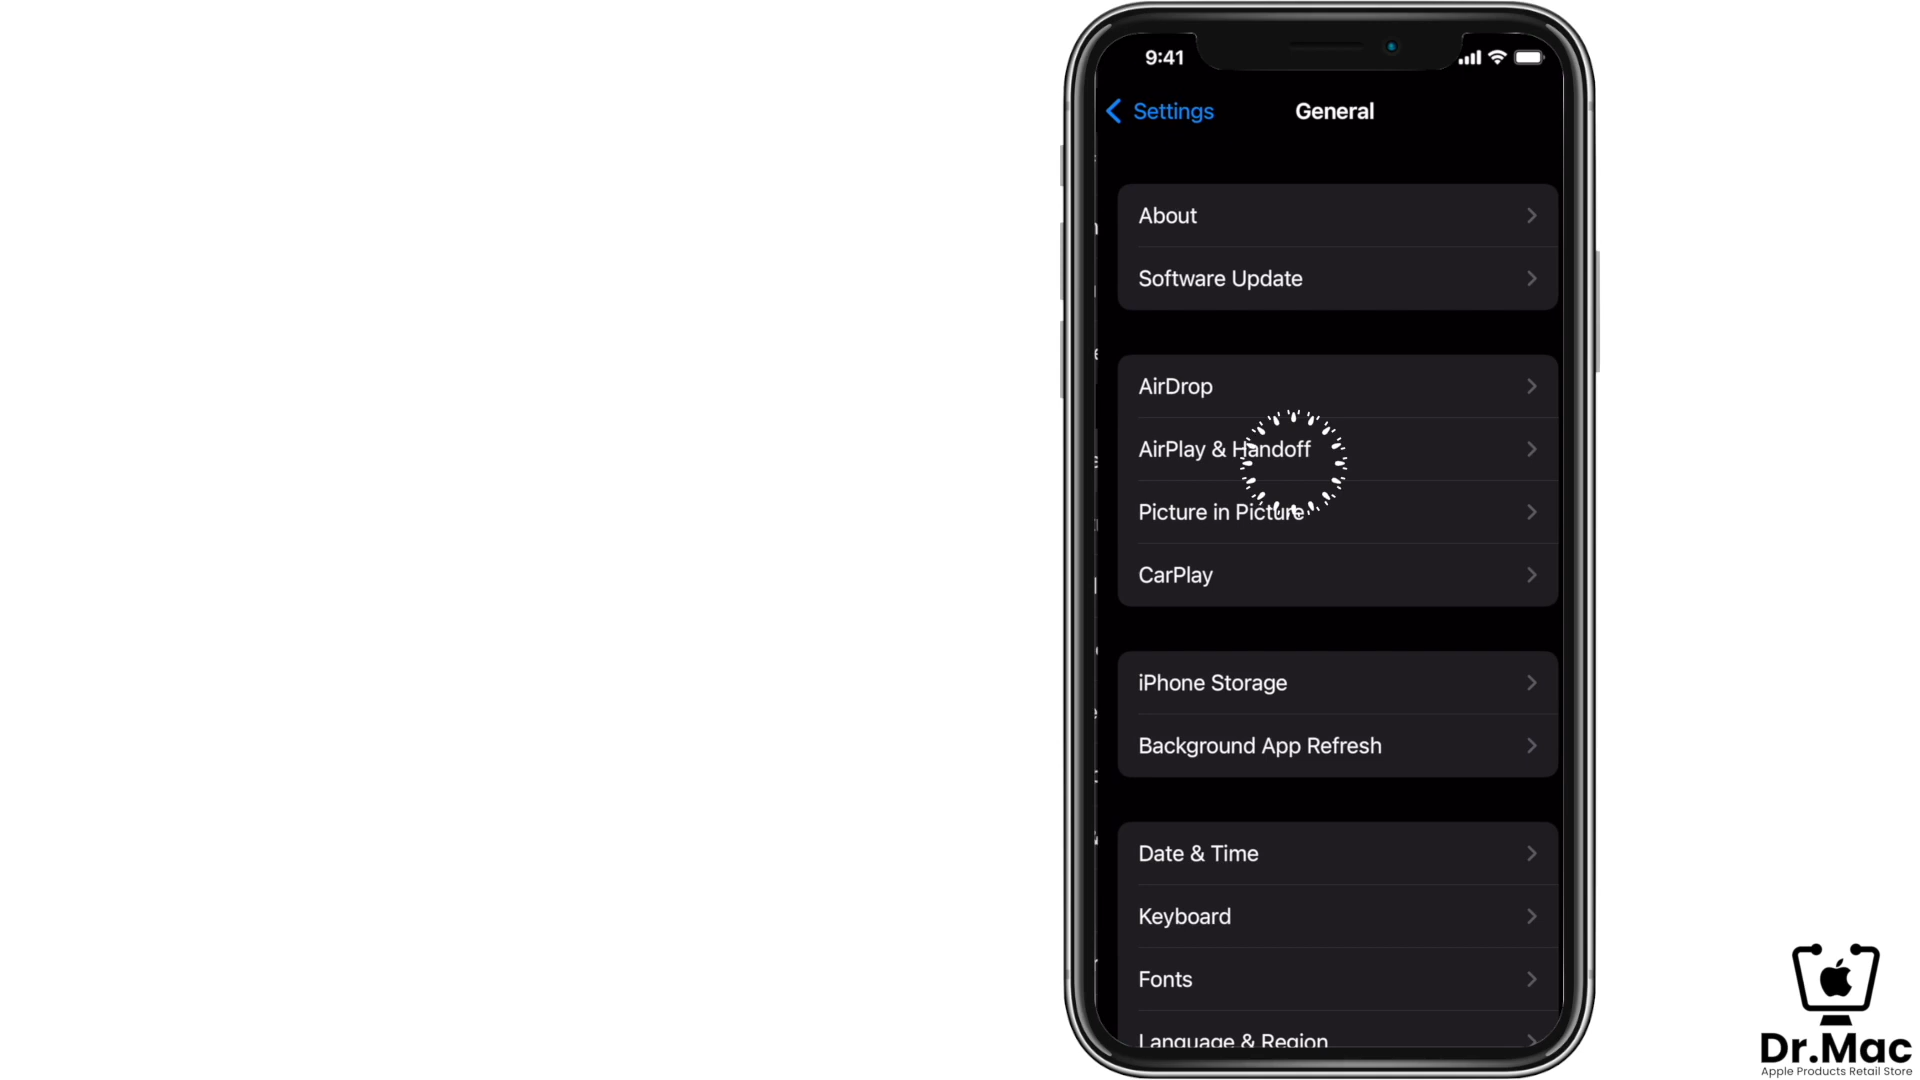 9:41
Settings
General
About
Software Update
AirDrop
AirPlay & Handoff
Picture in Picture
CarPlay
iPhone Storage
Background App Refresh
Date & Time
Keyboard
Fonts
Language & Region
Dr.Mac
Apple Products Retail Store